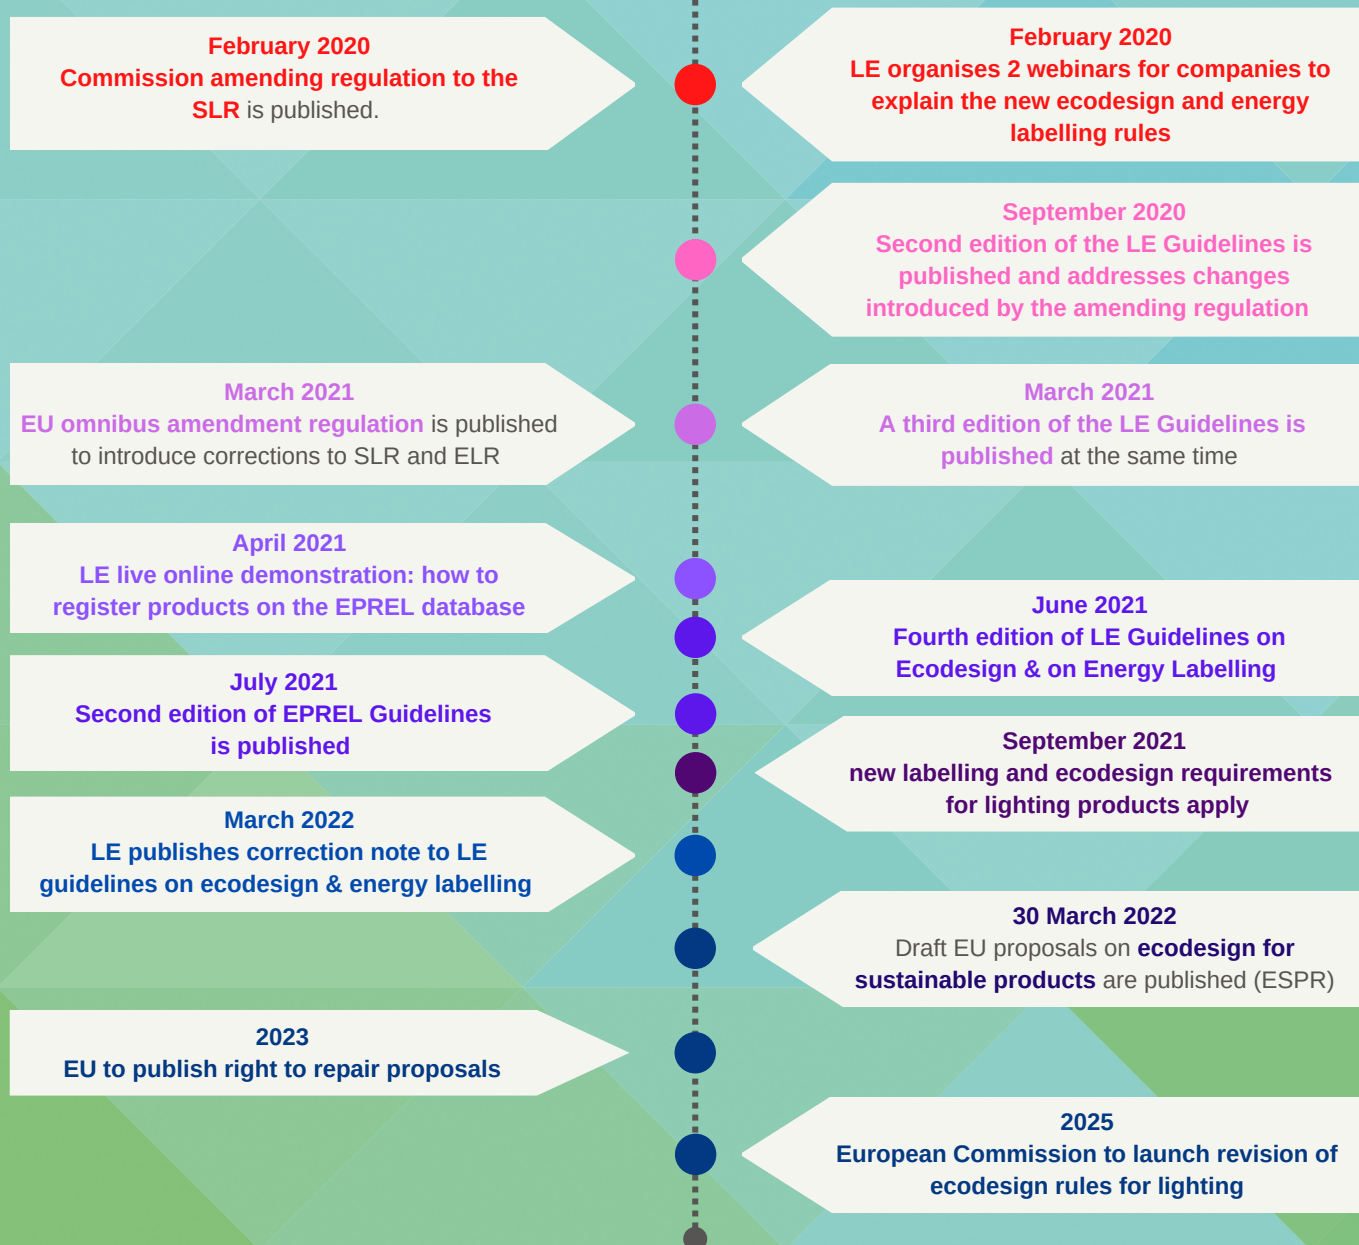 February 2020
Commission amending regulation to the
SLR is published.
February 2020
LE organises 2 webinars for companies to
explain the new ecodesign and energy
labelling rules
September 2020
Second edition of the LE Guidelines is
published and addresses changes
introduced by the amending regulation
March 2021
EU omnibus amendment regulation is published
to introduce corrections to SLR and ELR
March 2021
A third edition of the LE Guidelines is
published at the same time
April 2021
LE live online demonstration: how to
register products on the EPREL database
June 2021
Fourth edition of LE Guidelines on
Ecodesign & on Energy Labelling
July 2021
Second edition of EPREL Guidelines
is published
September 2021
new labelling and ecodesign requirements
for lighting products apply
March 2022
LE publishes correction note to LE
guidelines on ecodesign & energy labelling
30 March 2022
Draft EU proposals on ecodesign for
sustainable products are published (ESPR)
2023
EU to publish right to repair proposals
2025
European Commission to launch revision of
ecodesign rules for lighting